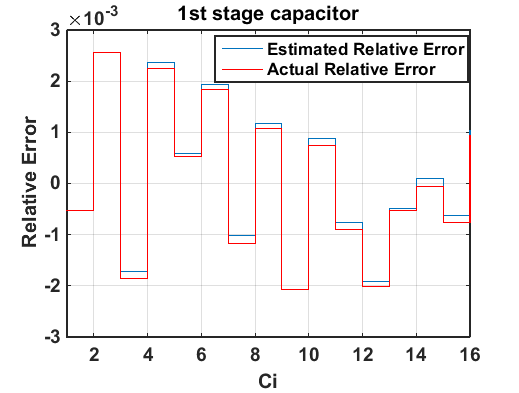 ×10⁻³
1st stage capacitor
Estimated Relative Error
Actual Relative Error
Relative Error
3
2
1
0
-1
-2
-3
2 4 6 8 10 12 14 16
Ci